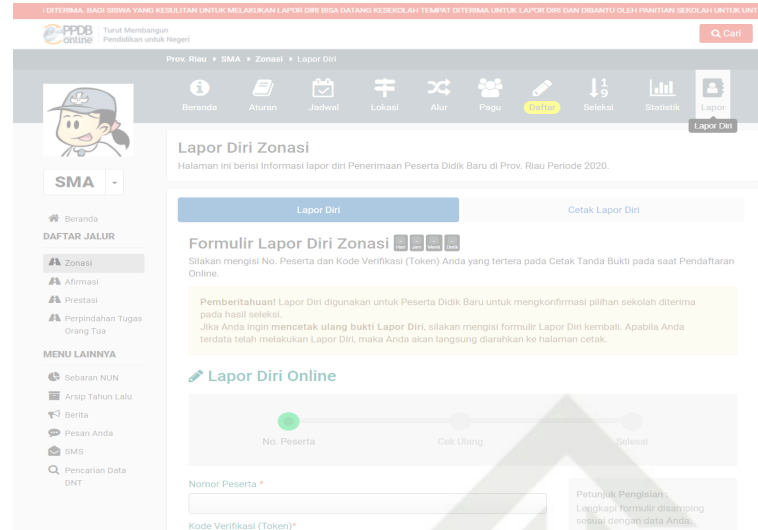 DITERIMA. BAGI SISWA YANG KESULITAN UNTUK MELAKUKAN LAPOR DIRI BISA DATANG KESEKOLAH TEMPAT DITERIMA UNTUK LAPOR DIRI DAN DIBANTU OLEH PANITIAN SEKOLAH UNTUK
PPDB online
Turut Membangun
Pendidikan untuk Negeri
Cari
Prov. Riau SMA Zonasi Lapor Diri
Beranda Aturan Jadwal Lokasi Alur Pagu Daftar Seleksi Statistik Lapor
Lapor Diri
SMA
Beranda
DAFTAR JALUR
Zonasi
Afirmasi
Prestasi
Perpindahan Tugas
Orang Tua
MENU LAINNYA
Sebaran NUN
Arsip Tahun Lalu
Berita
Pesan Anda
SMS
Pencarian Data
DNT
Lapor Diri Zonasi
Halaman ini berisi Informasi lapor diri Penerimaan Peserta Didik Baru di Prov. Riau Periode 2020.
Lapor Diri Cetak Lapor Diri
Formulir Lapor Diri Zonasi
Silakan mengisi No. Peserta dan Kode Verifikasi (Token) Anda yang tertera pada Cetak Tanda Bukti pada saat Pendaftaran
Online.
Pemberitahuan! Lapor Diri digunakan untuk Peserta Didik Baru untuk mengkonfirmasi pilihan sekolah diterima
pada hasil seleksi.
Jika Anda ingin mencetak ulang bukti Lapor Diri, silakan mengisi formulir Lapor Diri kembali. Apabila Anda
terdata telah melakukan Lapor Diri, maka Anda akan langsung diarahkan ke halaman cetak.
Lapor Diri Online
No. Peserta Cek Ulang Selesai
Nomor Peserta *
Kode Verifikasi (Token)*
Petunjuk Pengisian :
Lengkapi formulir disamping
sesuai dengan data Anda.